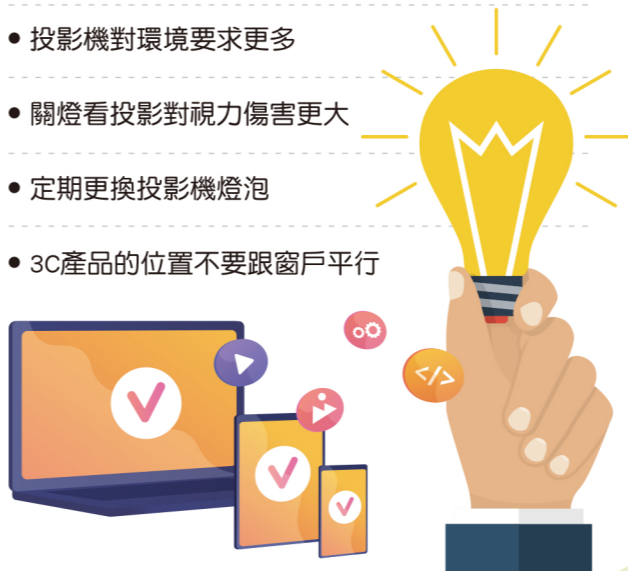 • 投影機對環境要求更多
• 關燈看投影對視力傷害更大
• 定期更換投影機燈泡
• 3C產品的位置不要跟窗戶平行
</>